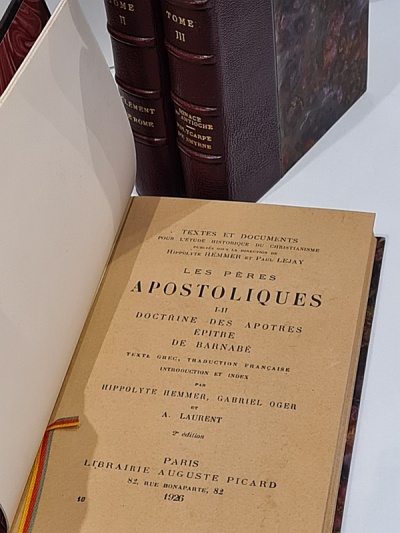 TOME
II
CLÉMENT
DE ROME
TOME
III
IGNACE
D'ANTIOCHE
POLYCARPE
DE SMYRNE
TEXTES ET DOCUMENTS
POUR L'ÉTUDE HISTORIQUE DU CHRISTIANISME
PUBLIÉS SOUS LA DIRECTION DE
HIPPOLYTE HEMMER ET PAUL LEJAY
LES PÈRES
APOSTOLIQUES
I-II
DOCTRINE DES APOTRES
ÉPITRE
DE BARNABÉ
TEXTE GREC, TRADUCTION FRANÇAISE
INTRODUCTION ET INDEX
PAR
HIPPOLYTE HEMMER, GABRIEL OGER
ET
A. LAURENT
2e édition
PARIS
LIBRAIRIE AUGUSTE PICARD
82, RUE BONAPARTE, 82
1926